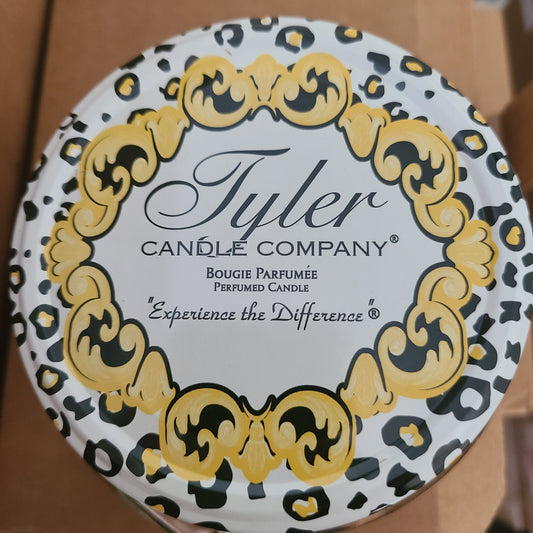 Tyler
CANDLE COMPANY®
BOUGIE PARFUMÉE
PERFUMED CANDLE
"Experience the Difference"®